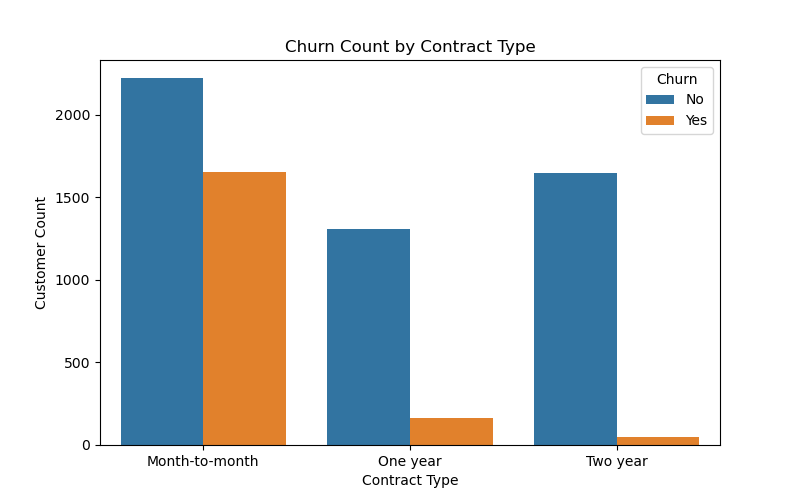 Churn Count by Contract Type
Churn
No
Yes
Customer Count
2000
1500
1000
500
0
Month-to-month
One year
Two year
Contract Type